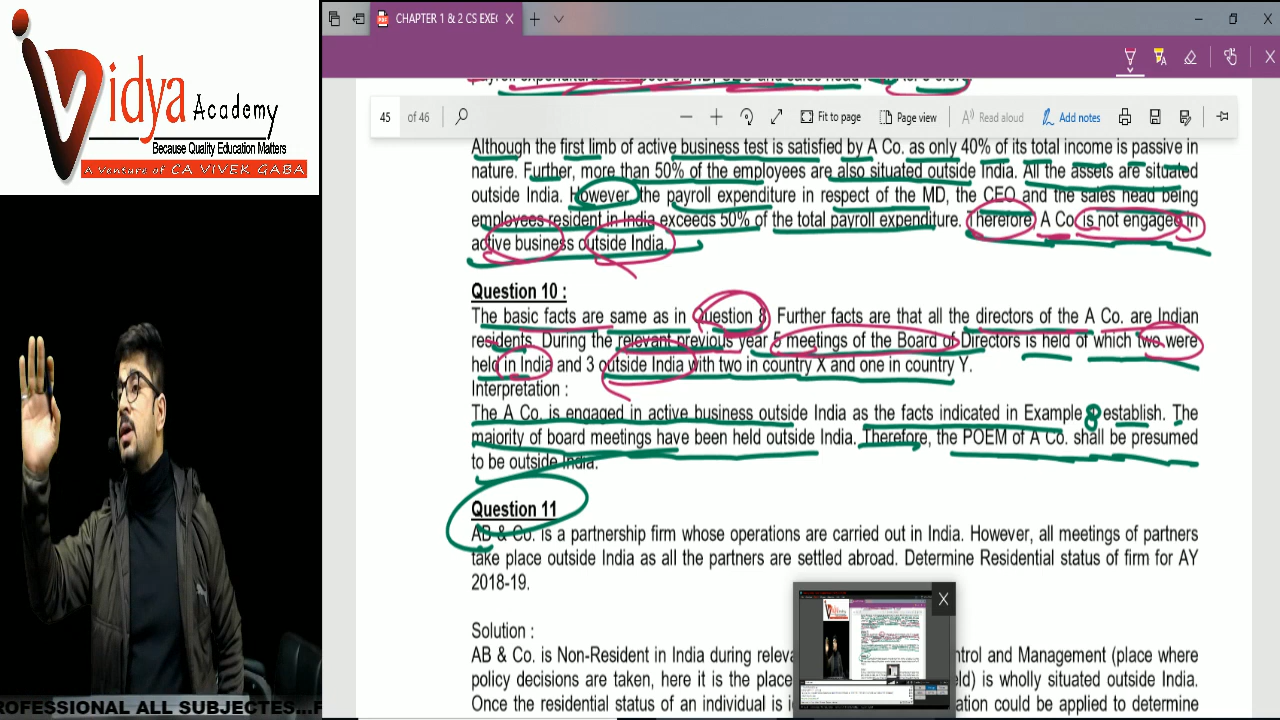 Vidya Academy
Because Quality Education Matters
A Venture of CA VIVEK GABA
CHAPTER 1 & 2 CS EXEC
45 of 46
Fit to page
Page view
Read aloud
Add notes
Although the first limb of active business test is satisfied by A Co. as only 40% of its total income is passive in
nature. Further, more than 50% of the employees are also situated outside India. All the assets are situated
outside India. However, the payroll expenditure in respect of the MD, the CEO and the sales head being
employees resident in India exceeds 50% of the total payroll expenditure. Therefore, A Co. is not engaged in
active business outside India.
Question 10 :
The basic facts are same as in Question 8. Further facts are that all the directors of the A Co. are Indian
residents. During the relevant previous year 5 meetings of the Board of Directors is held of which two were
held in India and 3 outside India with two in country X and one in country Y.
Interpretation :
The A Co. is engaged in active business outside India as the facts indicated in Example 8 establish. The
majority of board meetings have been held outside India. Therefore, the POEM of A Co. shall be presumed
to be outside India.
Question 11
AB & Co. is a partnership firm whose operations are carried out in India. However, all meetings of partners
take place outside India as all the partners are settled abroad. Determine Residential status of firm for AY
2018-19.
Solution :
AB & Co. is Non-Resident in India during ntrol and Management (place were
policy decisions are taken, here it is the place is wholly situated outside India
Once the residential status of an individual is could be applied to determine